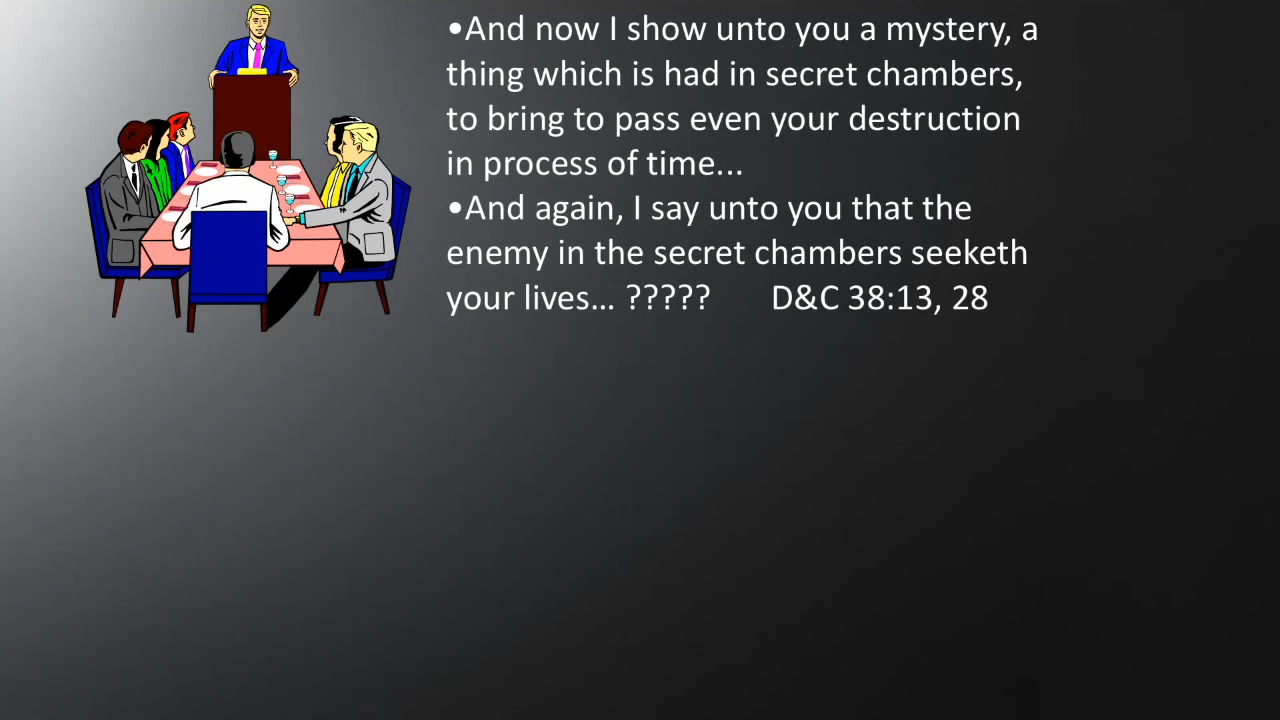 •And now I show unto you a mystery, a
thing which is had in secret chambers,
to bring to pass even your destruction
in process of time...
•And again, I say unto you that the
enemy in the secret chambers seeketh
your lives… ????? D&C 38:13, 28